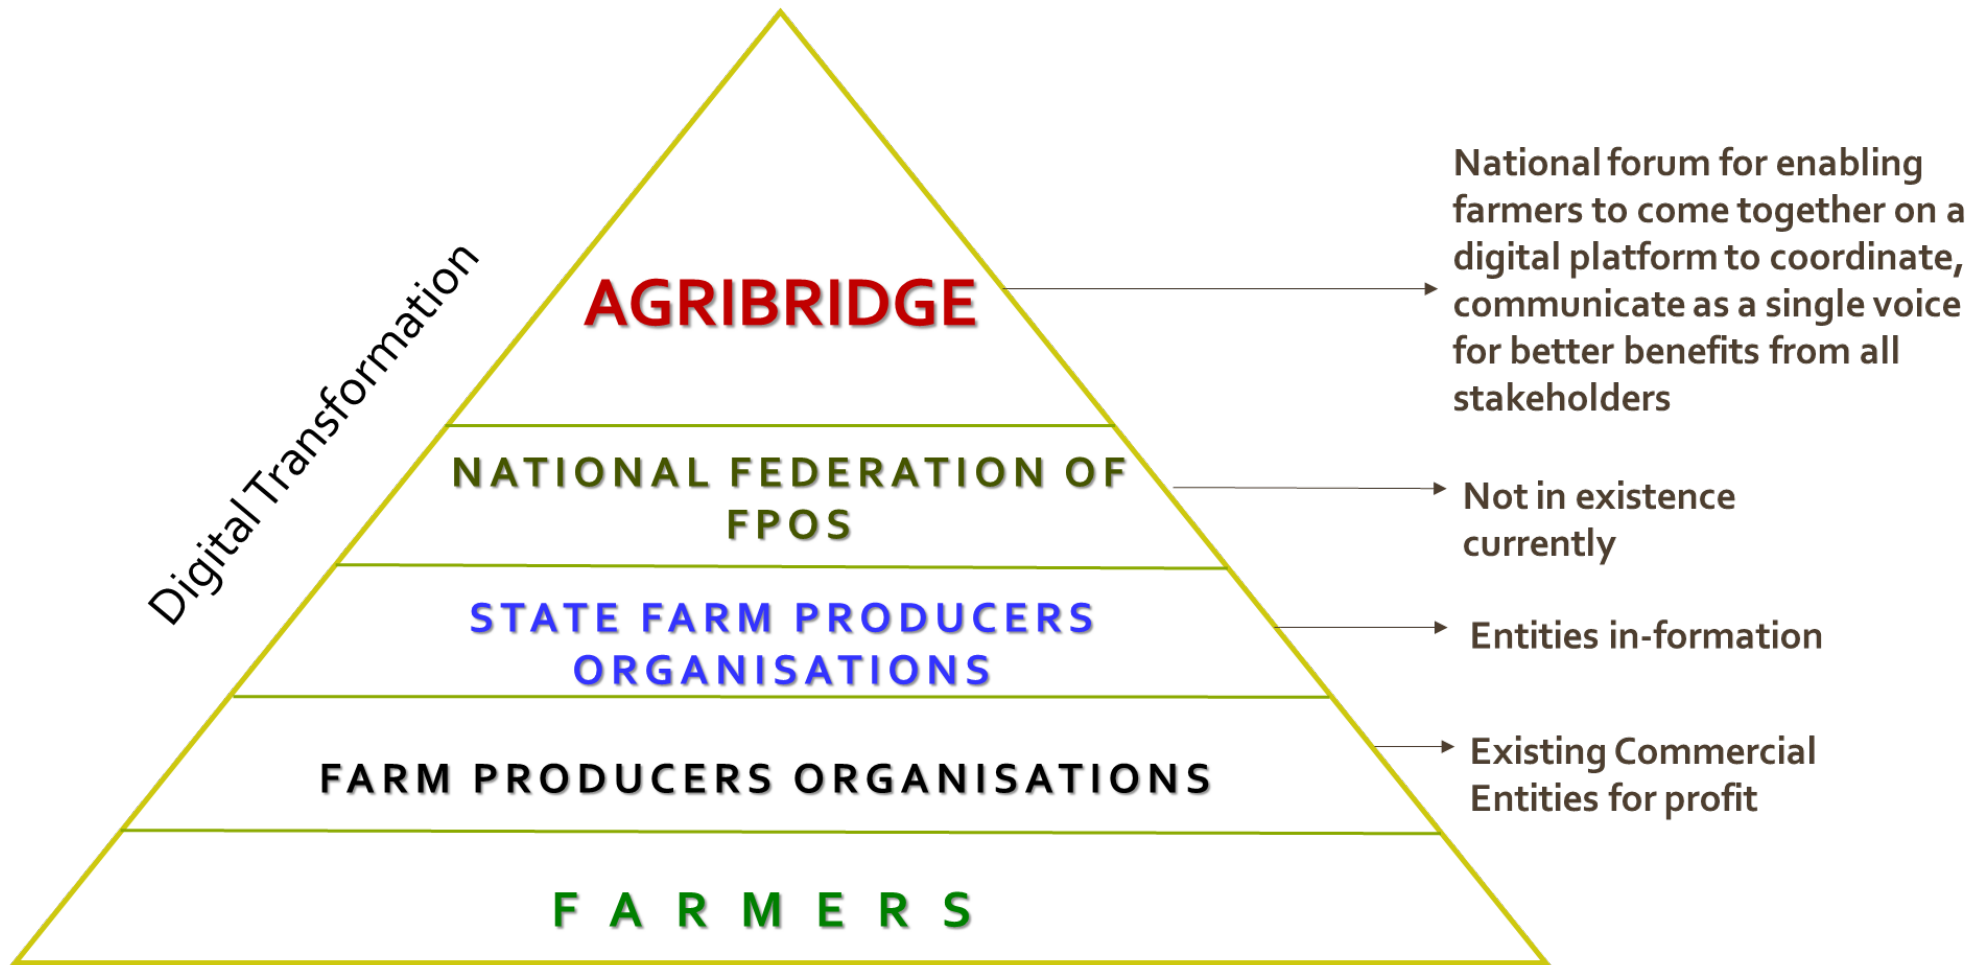 Digital Transformation
AGRIBRIDGE
National forum for enabling
farmers to come together on a
digital platform to coordinate,
communicate as a single voice
for better benefits from all
stakeholders
NATIONAL FEDERATION OF
FPOS
Not in existence
currently
STATE FARM PRODUCERS
ORGANISATIONS
Entities in-formation
FARM PRODUCERS ORGANISATIONS
Existing Commercial
Entities for profit
FARMERS